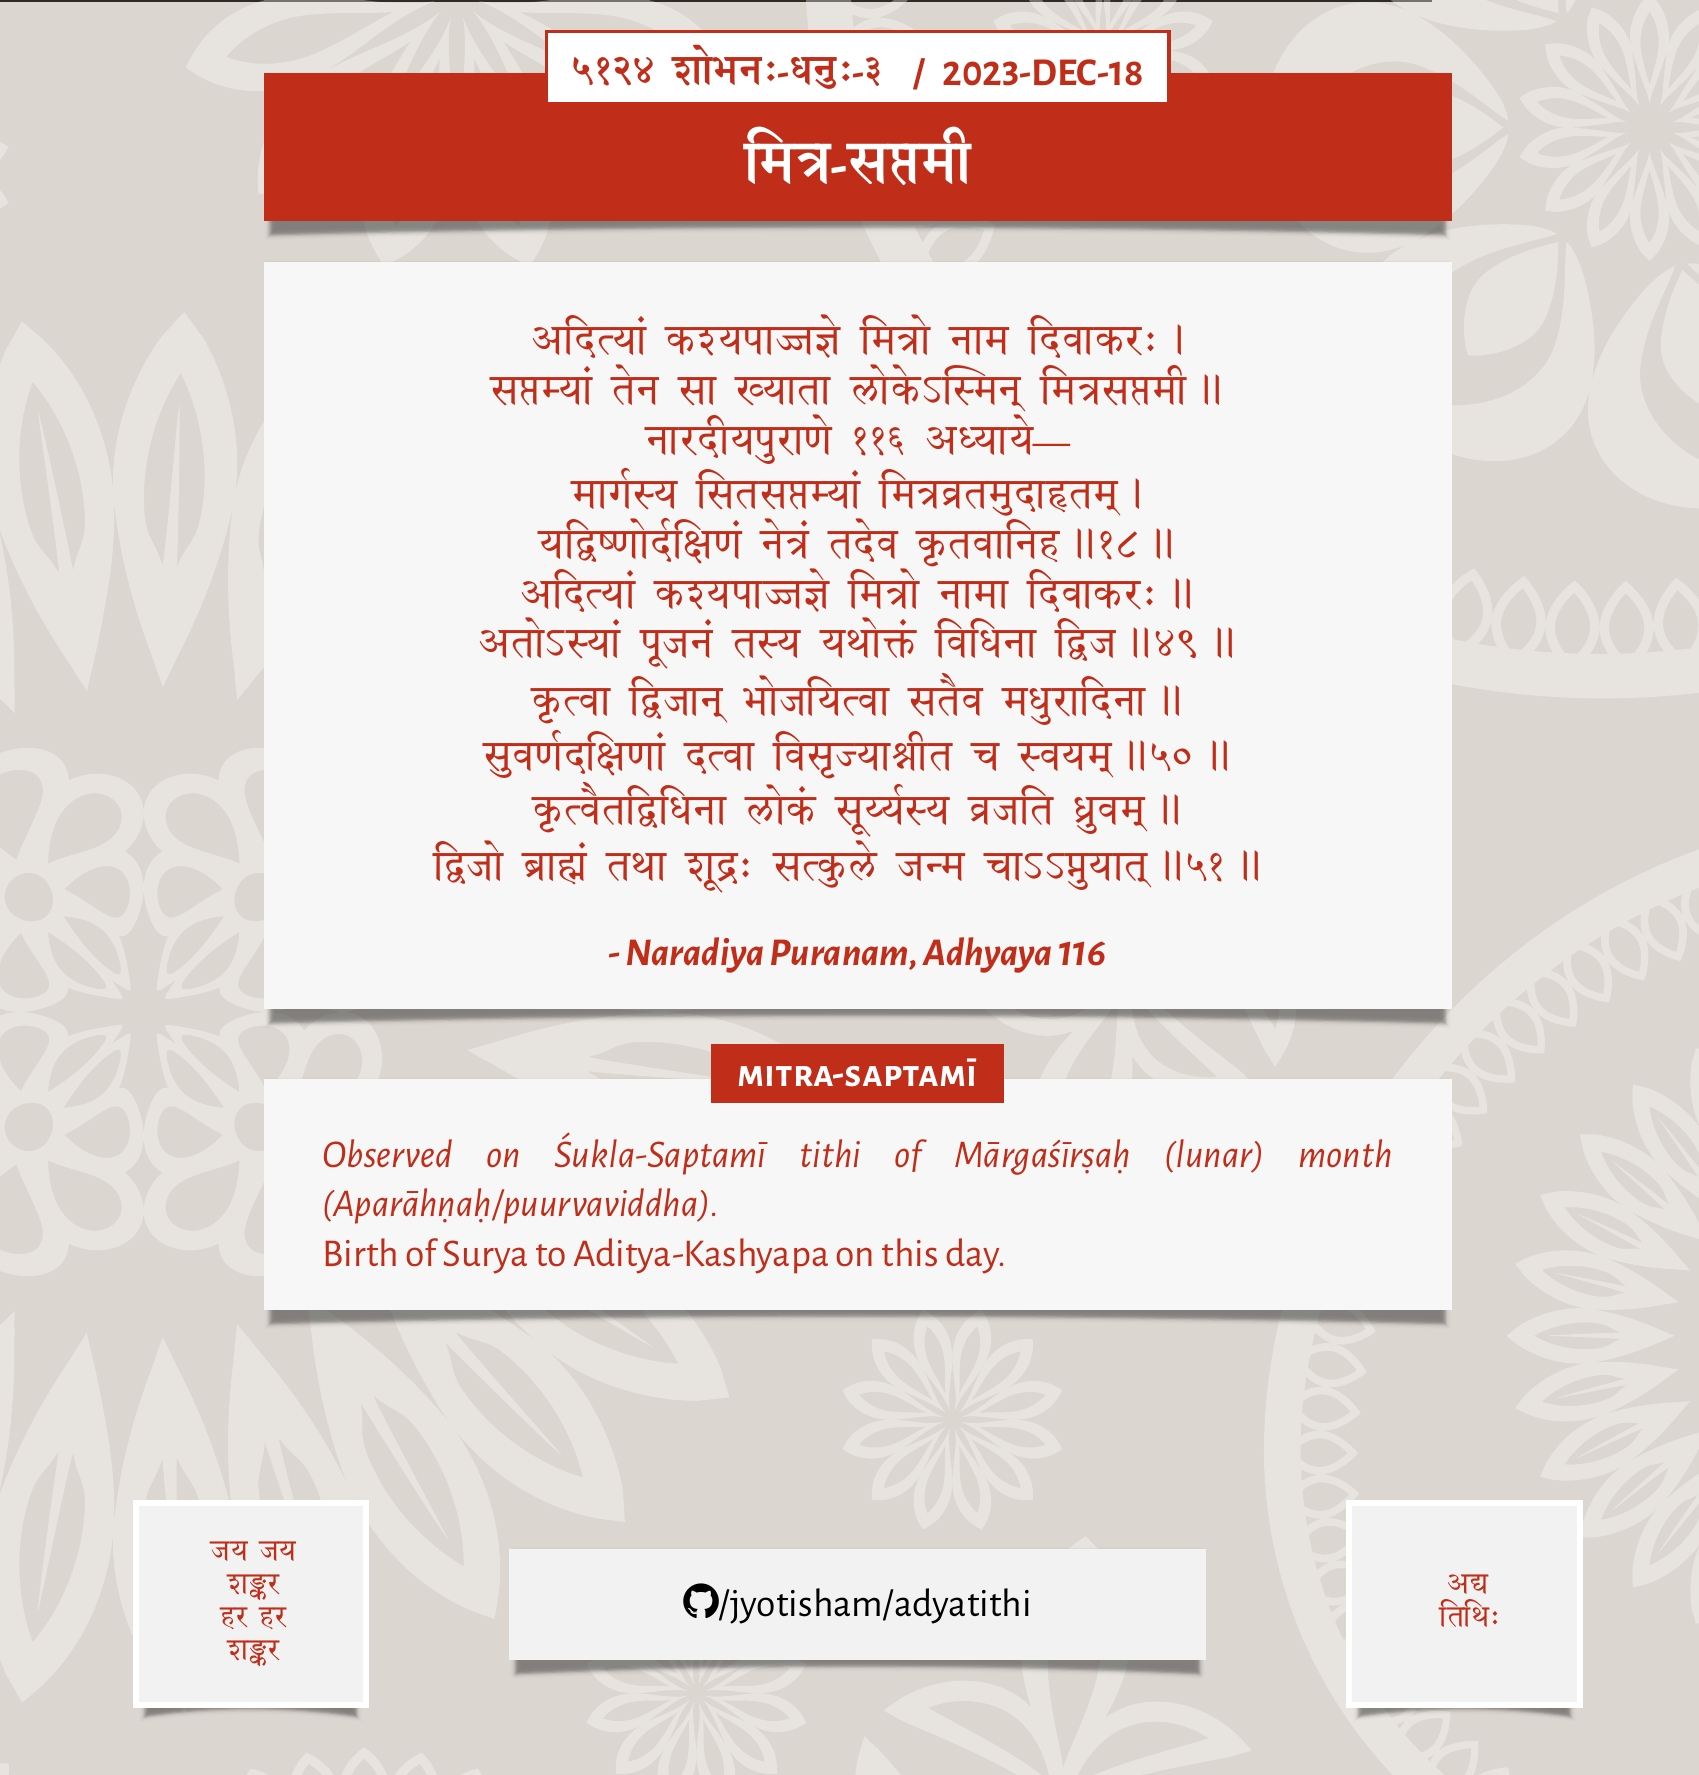 ५१२४ शोभनः-धनुः-३ / 2023-DEC-18
मित्र-सप्तमी
अदित्यां कश्यपाज्जज्ञे मित्रो नाम दिवाकरः ।
सप्तम्यां तेन सा ख्याता लोकेऽस्मिन् मित्रसप्तमी ॥
नारदीयपुराणे ११६ अध्याये—
मार्गस्य सितसप्तम्यां मित्रव्रतमुदाहृतम् ।
यद्विष्णोर्दक्षिणं नेत्रं तदेव कृतवानिह ॥१८ ॥
अदित्यां कश्यपाज्जज्ञे मित्रो नामा दिवाकरः ॥
अतोऽस्यां पूजनं तस्य यथोक्तं विधिना द्विज ॥४९ ॥
कृत्वा द्विजान् भोजयित्वा सतैव मधुरादिना ॥
सुवर्णदक्षिणां दत्वा विसृज्याश्नीत च स्वयम् ॥५० ॥
कृत्वैतद्विधिना लोकं सूर्य्यस्य व्रजति ध्रुवम् ॥
द्विजो ब्राह्मं तथा शूद्रः सत्कुले जन्म चाऽऽप्नुयात् ॥५१ ॥
- Naradiya Puranam, Adhyaya 116
MITRA-SAPTAMĪ
Observed on Śukla-Saptamī tithi of Mārgaśīrṣaḥ (lunar) month
(Aparāhṇaḥ/puurvaviddha).
Birth of Surya to Aditya-Kashyapa on this day.
जय जय
शङ्कर
हर हर
शङ्कर
/jyotisham/adyatithi
अद्य
तिथिः